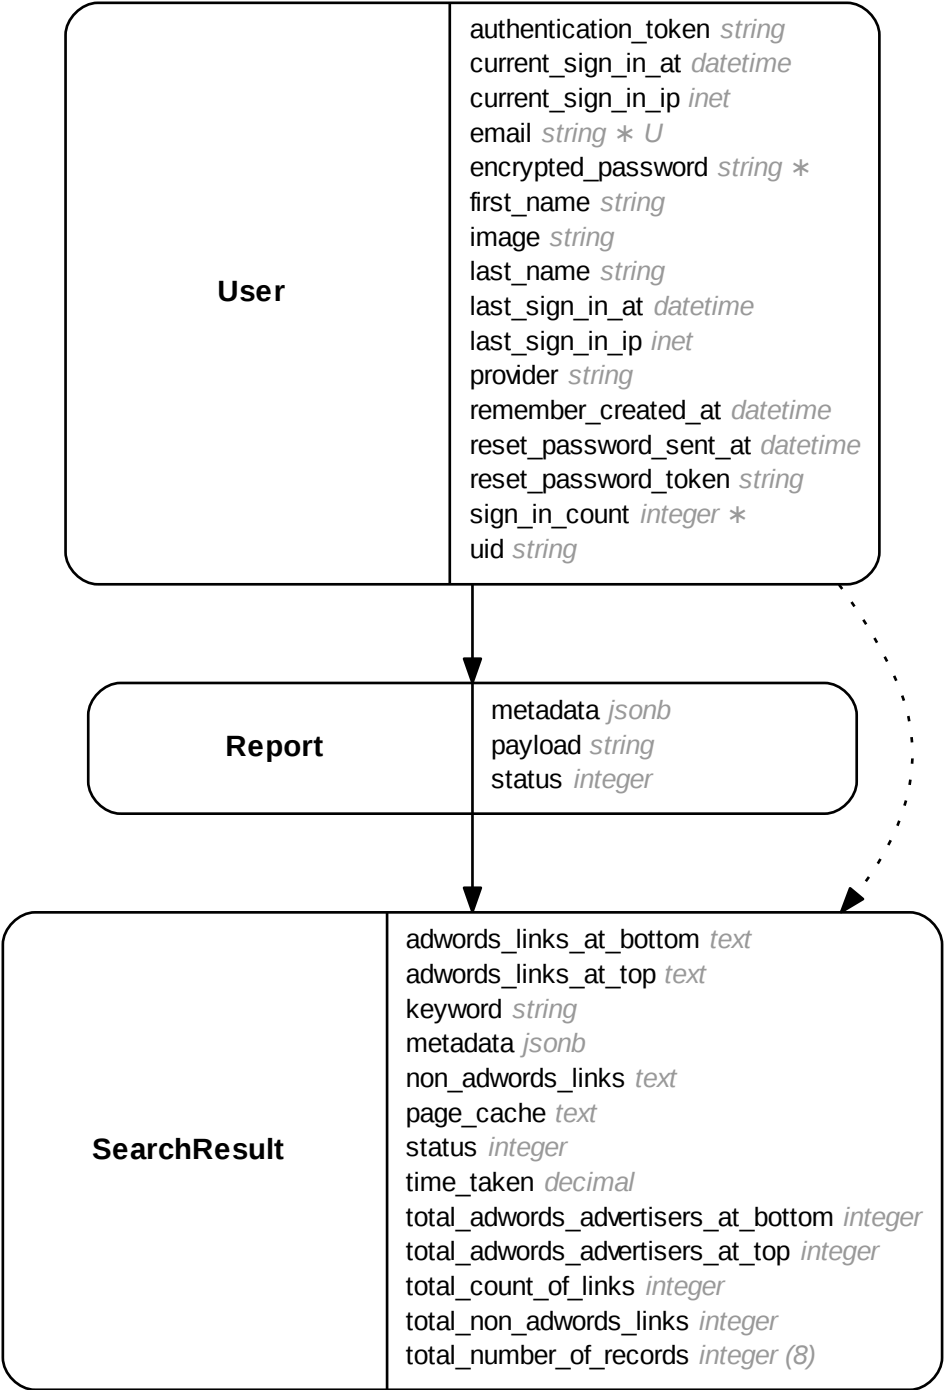 User
authentication_token string
current_sign_in_at datetime
current_sign_in_ip inet
email string ∗ U
encrypted_password string ∗
first_name string
image string
last_name string
last_sign_in_at datetime
last_sign_in_ip inet
provider string
remember_created_at datetime
reset_password_sent_at datetime
reset_password_token string
sign_in_count integer ∗
uid string
Report
metadata jsonb
payload string
status integer
SearchResult
adwords_links_at_bottom text
adwords_links_at_top text
keyword string
metadata jsonb
non_adwords_links text
page_cache text
status integer
time_taken decimal
total_adwords_advertisers_at_bottom integer
total_adwords_advertisers_at_top integer
total_count_of_links integer
total_non_adwords_links integer
total_number_of_records integer (8)